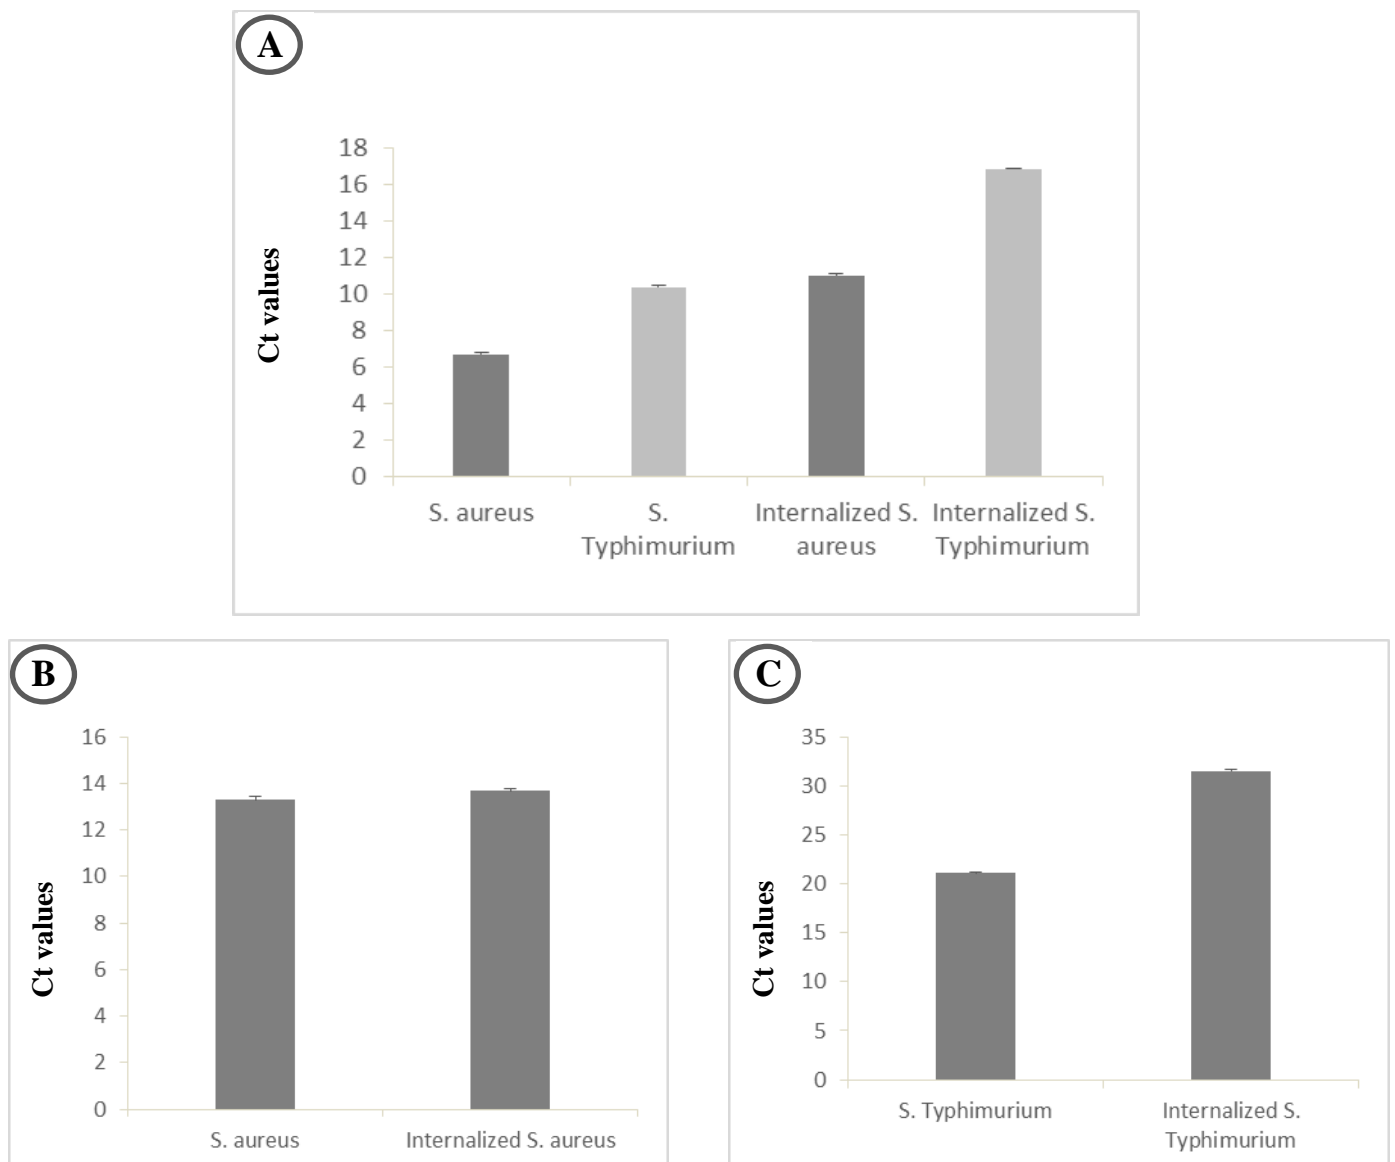 A
Ct values
18
16
14
12
10
8
6
4
2
0
S. aureus
S.
Typhimurium
Internalized S.
aureus
Internalized S.
Typhimurium
B
Ct values
16
14
12
10
8
6
4
2
0
S. aureus
Internalized S. aureus
C
Ct values
35
30
25
20
15
10
5
0
S. Typhimurium
Internalized S.
Typhimurium